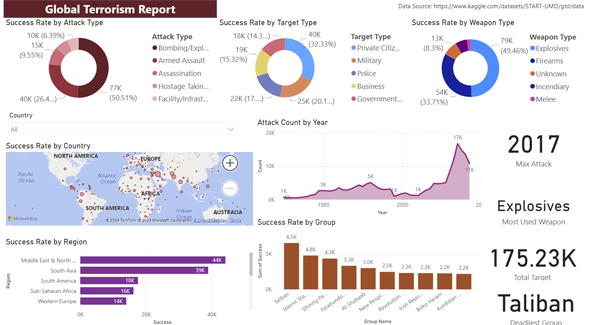 Global Terrorism Report
Data Source: https://www.kaggle.com/datasets/START-UMD/gtd/data
Success Rate by Attack Type
10K (6.39%)
15K
(9.55%)
40K (26.4...)
77K
(50.51%)
Attack Type
Bombing/Expl...
Armed Assault
Assassination
Hostage Takin...
Facility/Infrast...
Success Rate by Target Type
18K (14.3...)
19K
(15.32%)
22K (17...)
40K
(32.33%)
25K (20.1...)
Target Type
Private Citiz...
Military
Police
Business
Government...
Success Rate by Weapon Type
13K
(8.3%)
54K
(33.71%)
79K
(49.46%)
Weapon Type
Explosives
Firearms
Unknown
Incendiary
Melee
Country
All
Success Rate by Country
NORTH AMERICA
EUROPE
Pacific
Ocean
Atlantic
Ocean
AFRICA
SOUTH AMERICA
Indian
Ocean
AUSTRALIA
Microsoft Bing
Attack Count by Year
Count
20K
0K
1K
3K
3K
5K
1K
17K
11K
1980
2000
20
Year
2017
Max Attack
Explosives
Most Used Weapon
175.23K
Total Target
Taliban
Deadliest Group
Success Rate by Region
Region
Middle East & North ...
44K
South Asia
39K
South America
18K
Sub-Saharan Africa
16K
Western Europe
14K
Success
Success Rate by Group
Sum of Success
6.5K
4.8K
4.3K
3.3K
3.0K
2.5K
2.3K
2.2K
2.2K
2.2K
Taliban
Islamic Sta...
Shining Pa...
Farabundo...
Al-Shabaab
New Peopl...
Revolution...
Irish Repu...
Boko Haram
Kurdistan ...
Group Name